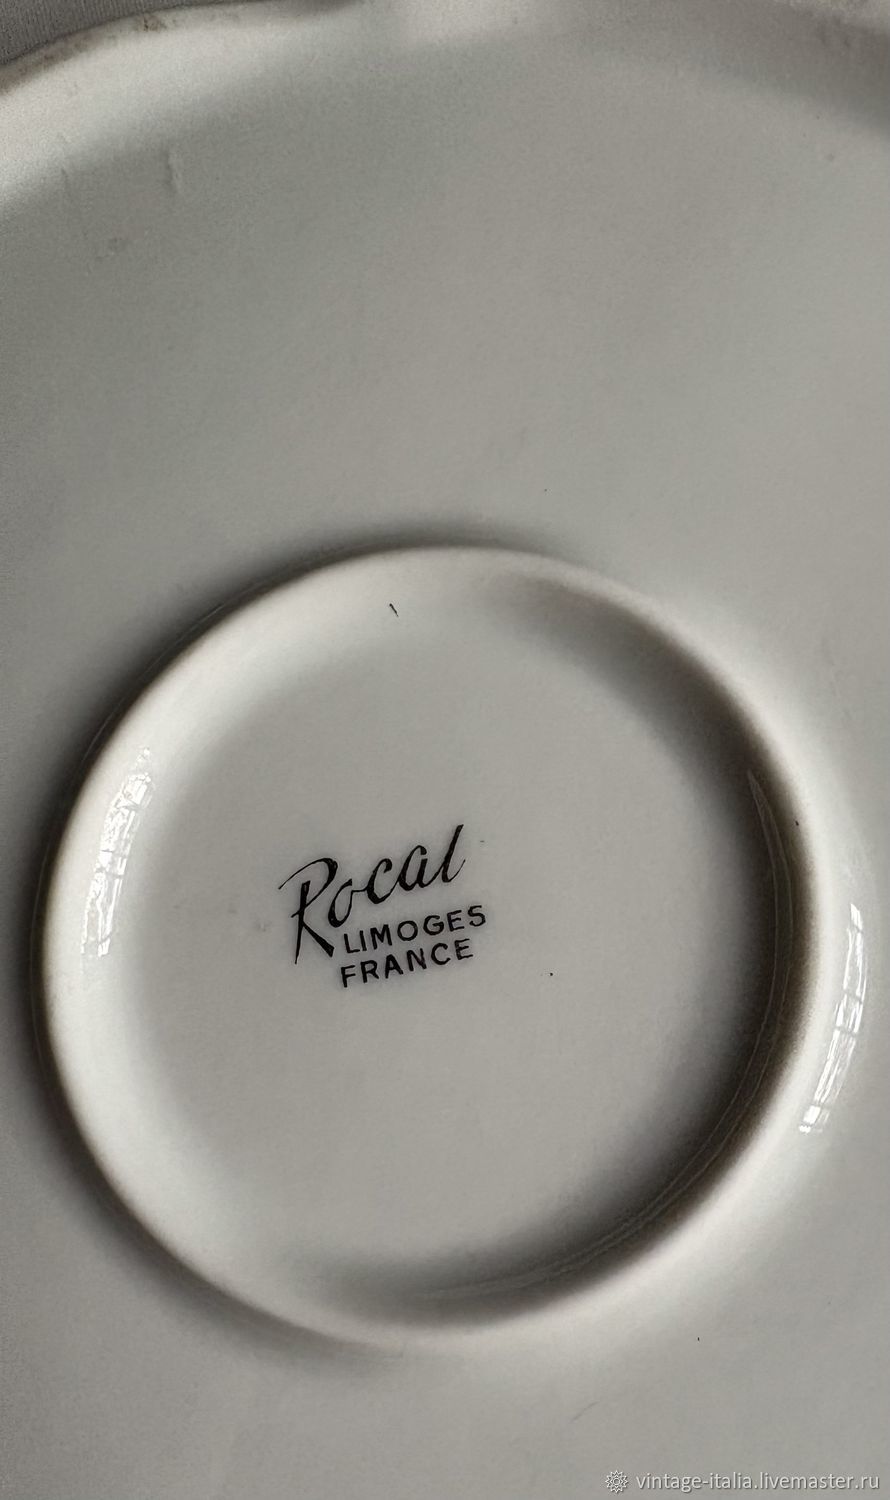 Rocal
LIMOGES
FRANCE
vintage-italia.livemaster.ru